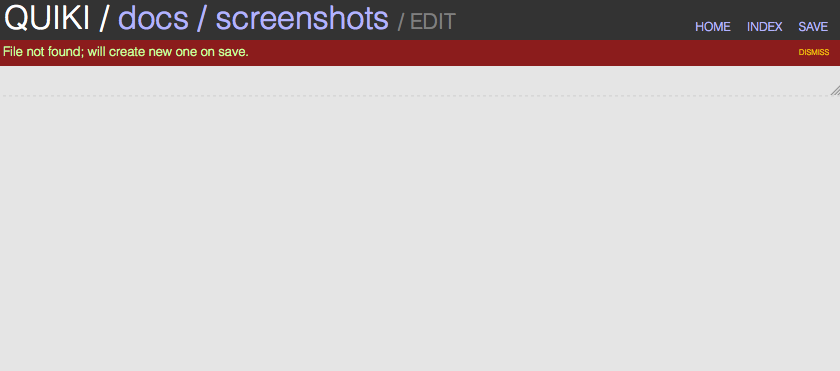 QUIKI / docs / screenshots / EDIT
HOME INDEX SAVE
File not found; will create new one on save.
DISMISS